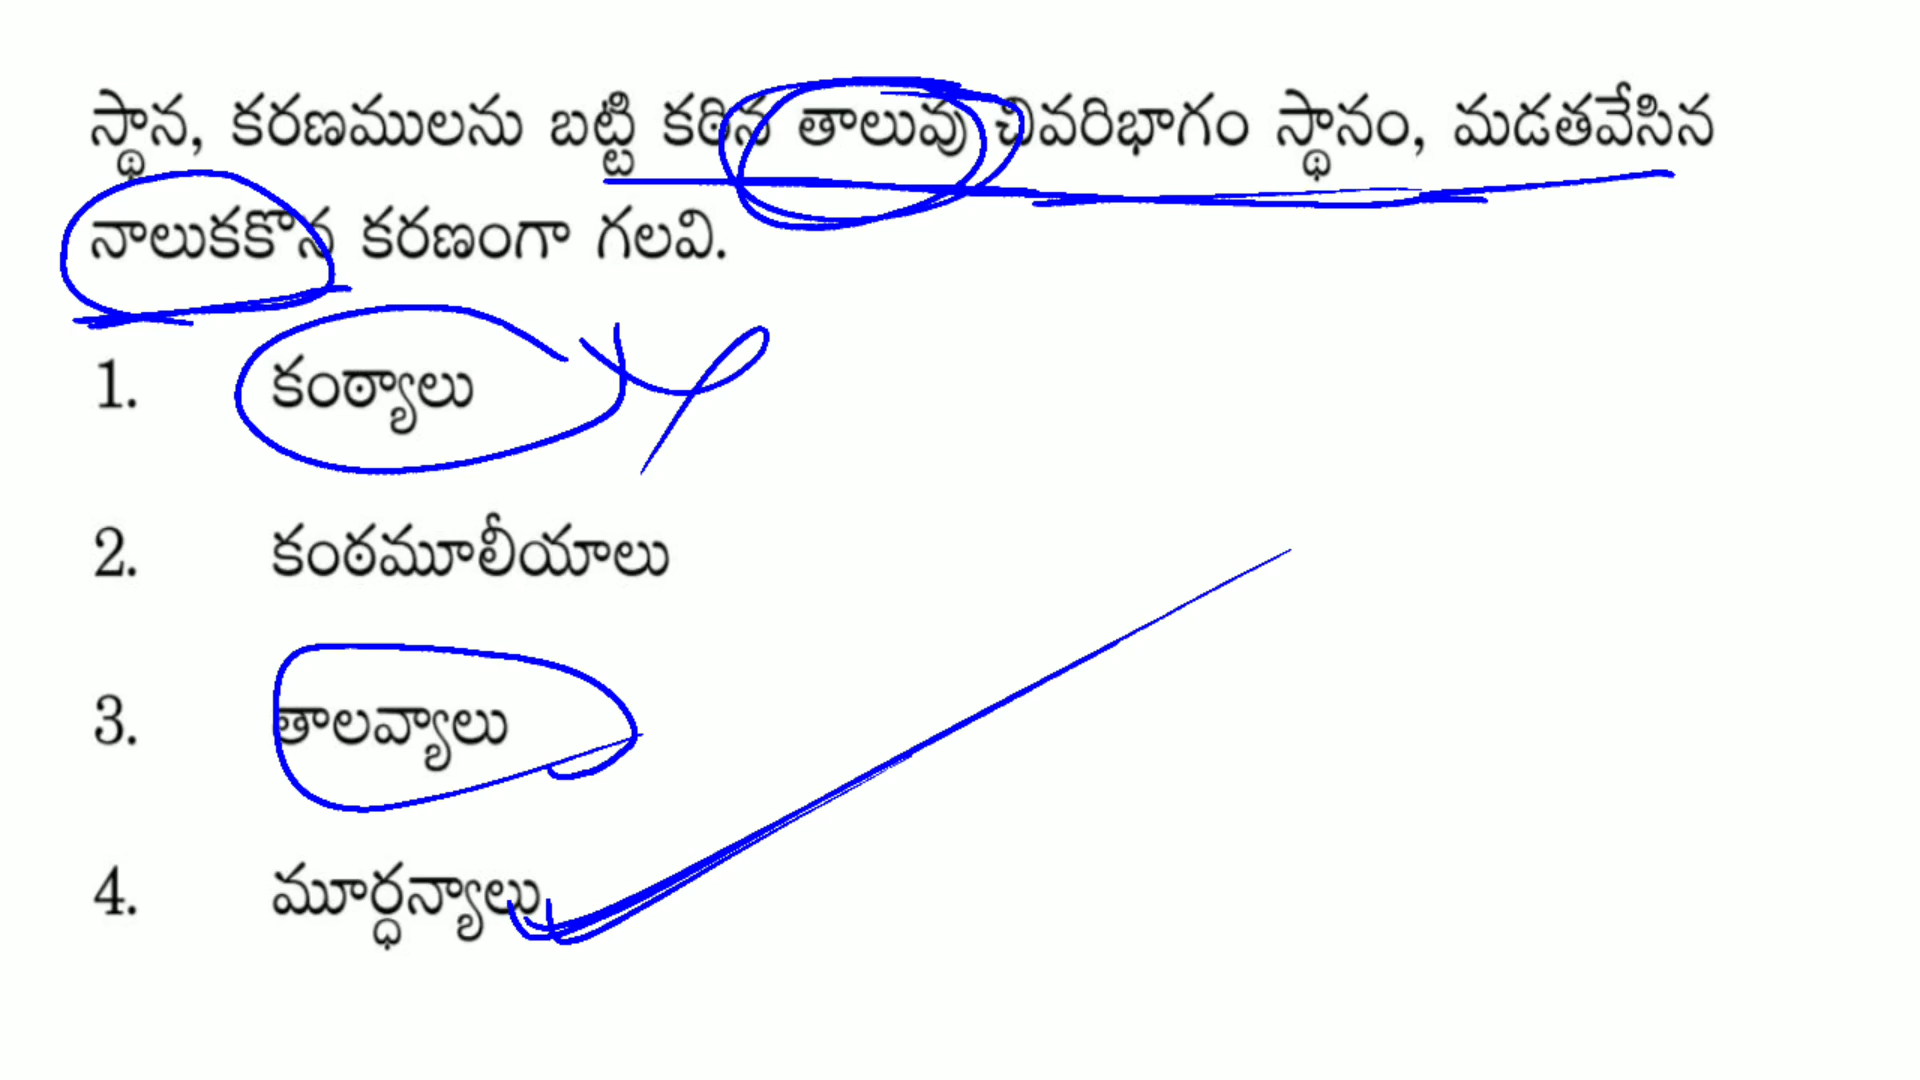 స్థాన, కరణములను బట్టి కఠిన తాలువు చివరిభాగం స్థానం, మడతవేసిన
నాలుకకొన కరణంగా గలవి.
1. కంఠ్యాలు
2. కంఠమూలీయాలు
3. తాలవ్యాలు
4. మూర్ధన్యాలు